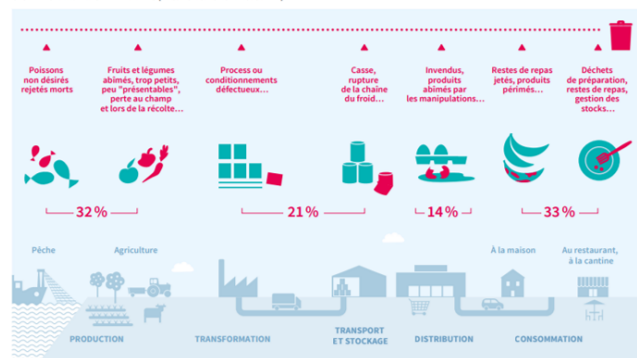 Poissons
non désirés
rejetés morts
Fruits et légumes
abîmés, trop petits,
peu "présentables",
perte au champ
et lors de la récolte...
Process ou
conditionnements
défectueux...
Casse,
rupture
de la chaîne
du froid...
Invendus,
produits
abîmés par
les manipulations...
Restes de repas
jetés, produits
périmés...
Déchets
de préparation,
restes de repas,
gestion des
stocks...
32 %
21 %
14 %
33 %
Pêche
Agriculture
À la maison
Au restaurant,
à la cantine
PRODUCTION
TRANSFORMATION
TRANSPORT
ET STOCKAGE
DISTRIBUTION
CONSOMMATION